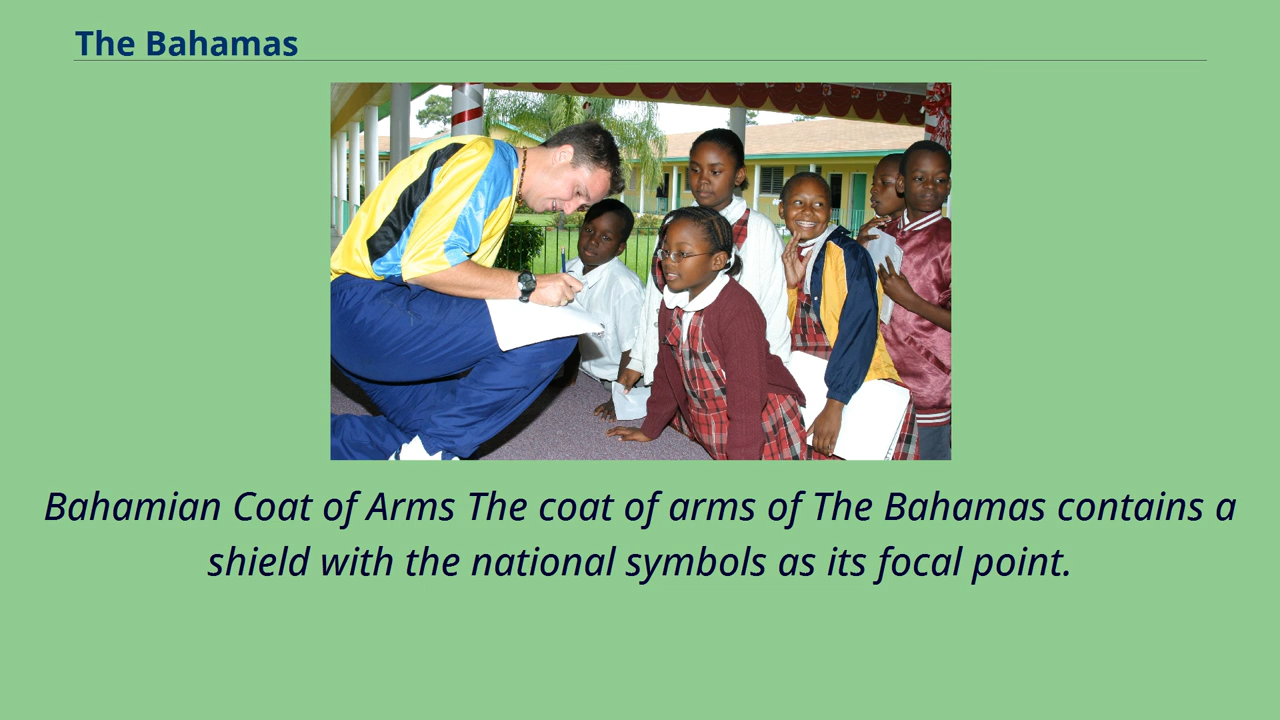 The Bahamas
Bahamian Coat of Arms The coat of arms of The Bahamas contains a
shield with the national symbols as its focal point.